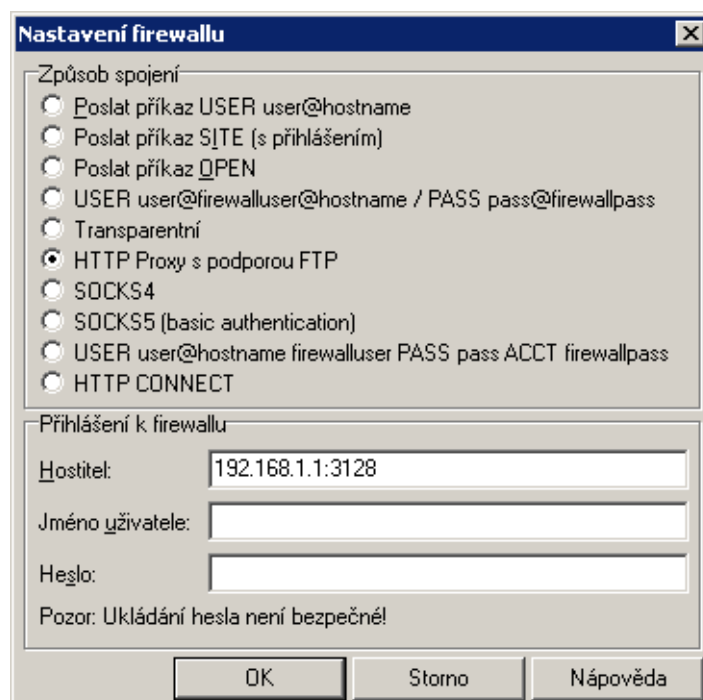 Nastavení firewallu
Způsob spojení
Poslat příkaz USER user@hostname
Poslat příkaz SITE (s přihlášením)
Poslat příkaz OPEN
USER user@firewalluser@hostname / PASS pass@firewallpass
Transparentní
HTTP Proxy s podporou FTP
SOCKS4
SOCKS5 (basic authentication)
USER user@hostname firewalluser PASS pass ACCT firewallpass
HTTP CONNECT
Přihlášení k firewallu
Hostitel: 192.168.1.1:3128
Jméno uživatele:
Heslo:
Pozor: Ukládání hesla není bezpečné!
OK Storno Nápověda